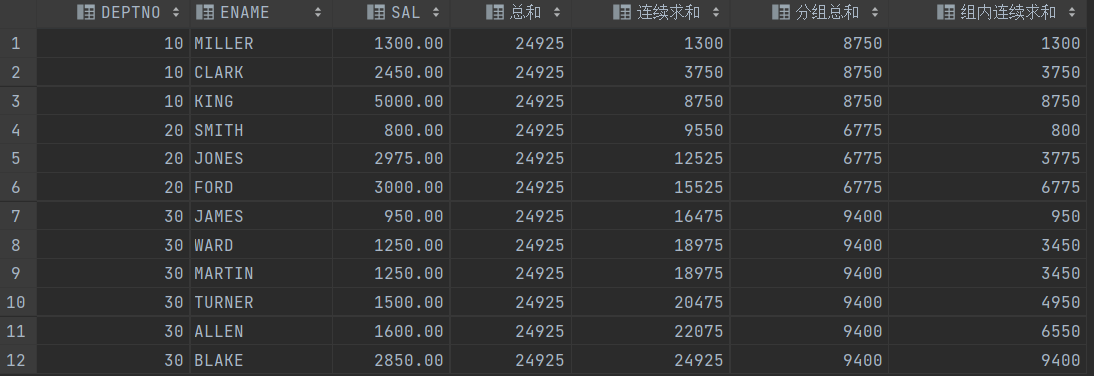 DEPTNO ENAME SAL 总和 连续求和 分组总和 组内连续求和
1 10 MILLER 1300.00 24925 1300 8750 1300
2 10 CLARK 2450.00 24925 3750 8750 3750
3 10 KING 5000.00 24925 8750 8750 8750
4 20 SMITH 800.00 24925 9550 6775 800
5 20 JONES 2975.00 24925 12525 6775 3775
6 20 FORD 3000.00 24925 15525 6775 6775
7 30 JAMES 950.00 24925 16475 9400 950
8 30 WARD 1250.00 24925 18975 9400 3450
9 30 MARTIN 1250.00 24925 18975 9400 3450
10 30 TURNER 1500.00 24925 20475 9400 4950
11 30 ALLEN 1600.00 24925 22075 9400 6550
12 30 BLAKE 2850.00 24925 24925 9400 9400